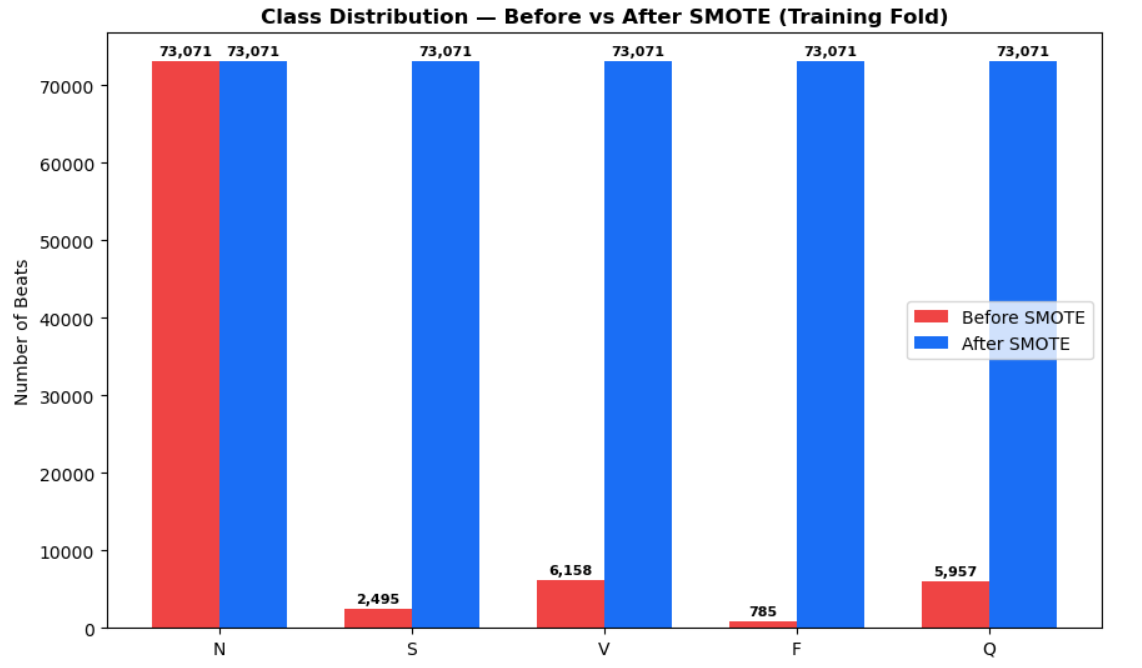 Class Distribution — Before vs After SMOTE (Training Fold)
73,071 73,071 73,071 73,071 73,071 73,071
70000
60000
50000
40000
30000
20000
10000
0
Number of Beats
Before SMOTE
After SMOTE
2,495
6,158
785
5,957
N S V F Q